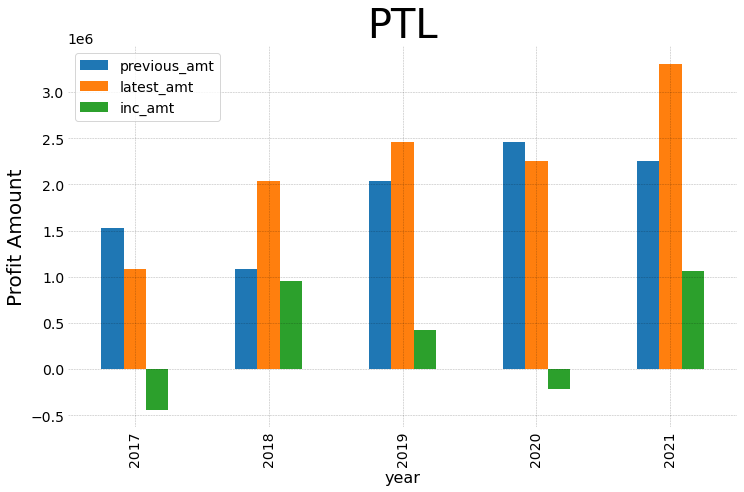 PTL
1e6
previous_amt
latest_amt
inc_amt
3.0
2.5
2.0
1.5
1.0
0.5
0.0
−0.5
Profit Amount
2017
2018
2019
2020
2021
year